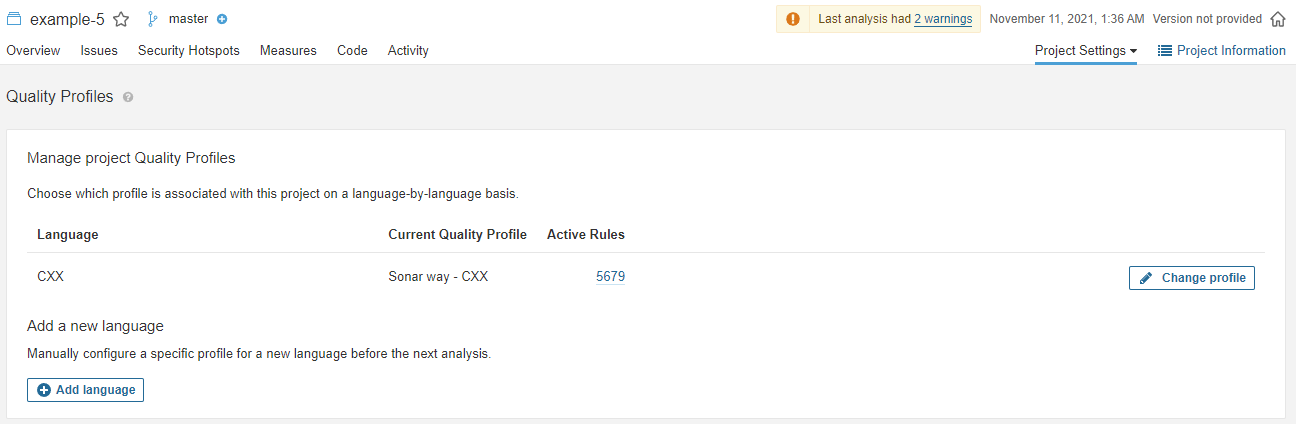 example-5 master Last analysis had 2 warnings November 11, 2021, 1:36 AM Version not provided
Overview Issues Security Hotspots Measures Code Activity Project Settings Project Information
Quality Profiles ?
Manage project Quality Profiles
Choose which profile is associated with this project on a language-by-language basis.
Language Current Quality Profile Active Rules
CXX Sonar way - CXX 5679 Change profile
Add a new language
Manually configure a specific profile for a new language before the next analysis.
Add language